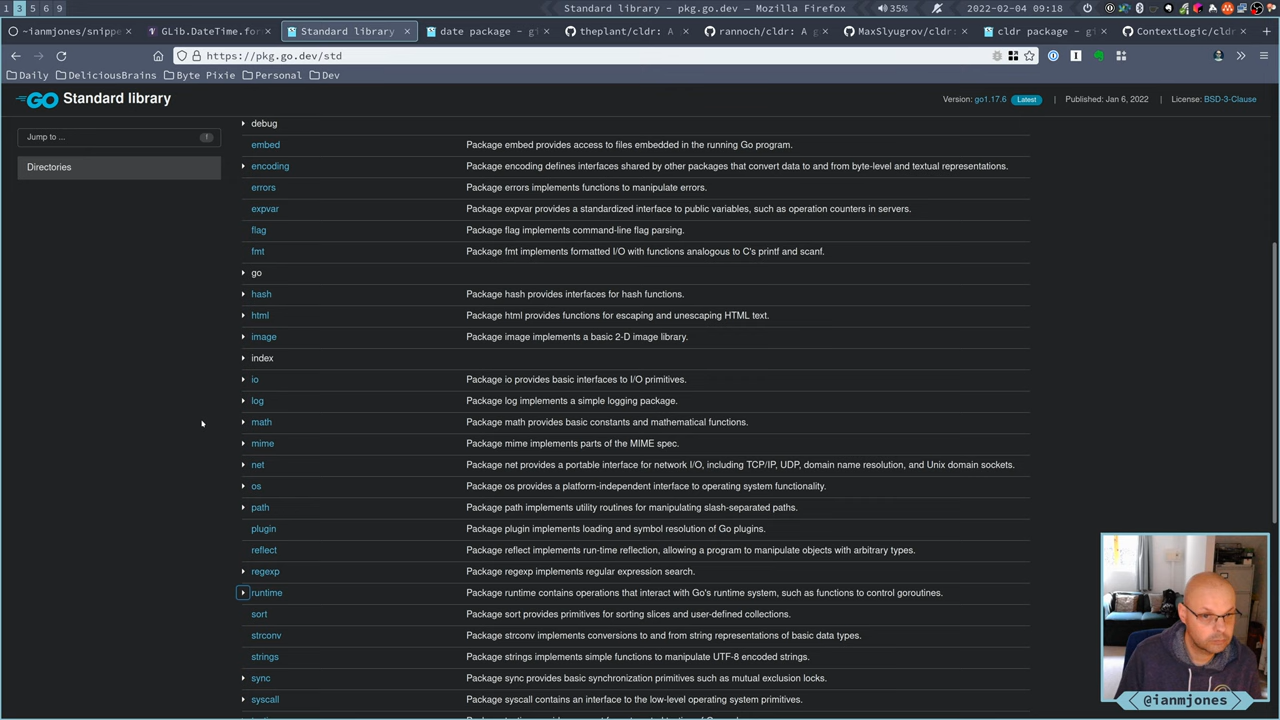 1 3 5 6 9
Standard library - pkg.go.dev — Mozilla Firefox
35%
2022-02-04 09:18
~ianmjones/snippe
GLib.DateTime.for
Standard library
date package - gi
theplant/cldr: A
rannoch/cldr: A g
MaxSlyugrov/cldr:
cldr package - gi
ContextLogic/cldr
https://pkg.go.dev/std
Daily
DeliciousBrains
Byte Pixie
Personal
Dev
GO Standard library
Version: go1.17.6 Latest | Published: Jan 6, 2022 | License: BSD-3-Clause
Jump to ... f
Directories
debug
embed Package embed provides access to files embedded in the running Go program.
encoding Package encoding defines interfaces shared by other packages that convert data to and from byte-level and textual representations.
errors Package errors implements functions to manipulate errors.
expvar Package expvar provides a standardized interface to public variables, such as operation counters in servers.
flag Package flag implements command-line flag parsing.
fmt Package fmt implements formatted I/O with functions analogous to C's printf and scanf.
go
hash Package hash provides interfaces for hash functions.
html Package html provides functions for escaping and unescaping HTML text.
image Package image implements a basic 2-D image library.
index
io Package io provides basic interfaces to I/O primitives.
log Package log implements a simple logging package.
math Package math provides basic constants and mathematical functions.
mime Package mime implements parts of the MIME spec.
net Package net provides a portable interface for network I/O, including TCP/IP, UDP, domain name resolution, and Unix domain sockets.
os Package os provides a platform-independent interface to operating system functionality.
path Package path implements utility routines for manipulating slash-separated paths.
plugin Package plugin implements loading and symbol resolution of Go plugins.
reflect Package reflect implements run-time reflection, allowing a program to manipulate objects with arbitrary types.
regexp Package regexp implements regular expression search.
runtime Package runtime contains operations that interact with Go's runtime system, such as functions to control goroutines.
sort Package sort provides primitives for sorting slices and user-defined collections.
strconv Package strconv implements conversions to and from string representations of basic data types.
strings Package strings implements simple functions to manipulate UTF-8 encoded strings.
sync Package sync provides basic synchronization primitives such as mutual exclusion locks.
syscall Package syscall contains an interface to the low-level operating system primitives.
@ianmjones